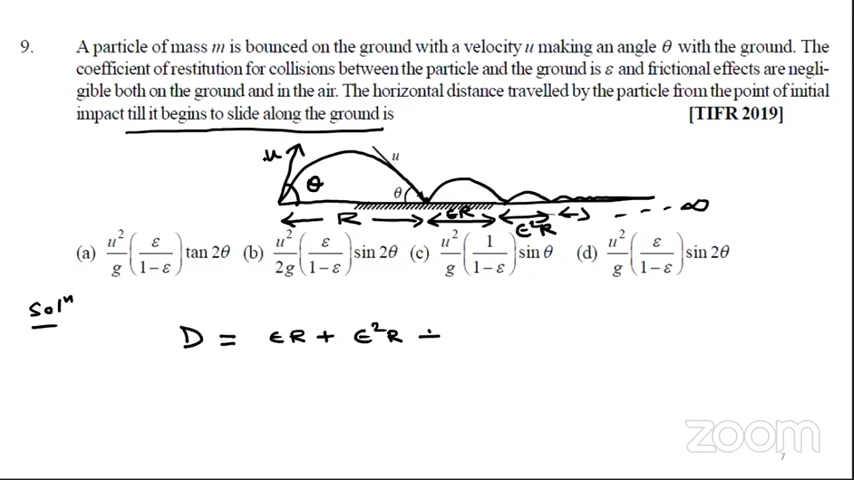 9. A particle of mass m is bounced on the ground with a velocity u making an angle θ with the ground. The
coefficient of restitution for collisions between the particle and the ground is ε and frictional effects are negli-
gible both on the ground and in the air. The horizontal distance travelled by the particle from the point of initial
impact till it begins to slide along the ground is [TIFR 2019]
u θ u θ
R ϵR ϵ²R ∞
(a) u²/g (ε/(1−ε)) tan 2θ (b) u²/2g (ε/(1−ε)) sin 2θ (c) u²/g (1/(1−ε)) sin θ (d) u²/g (ε/(1−ε)) sin 2θ
Solⁿ
D = ϵR + ϵ²R +
zoom
7